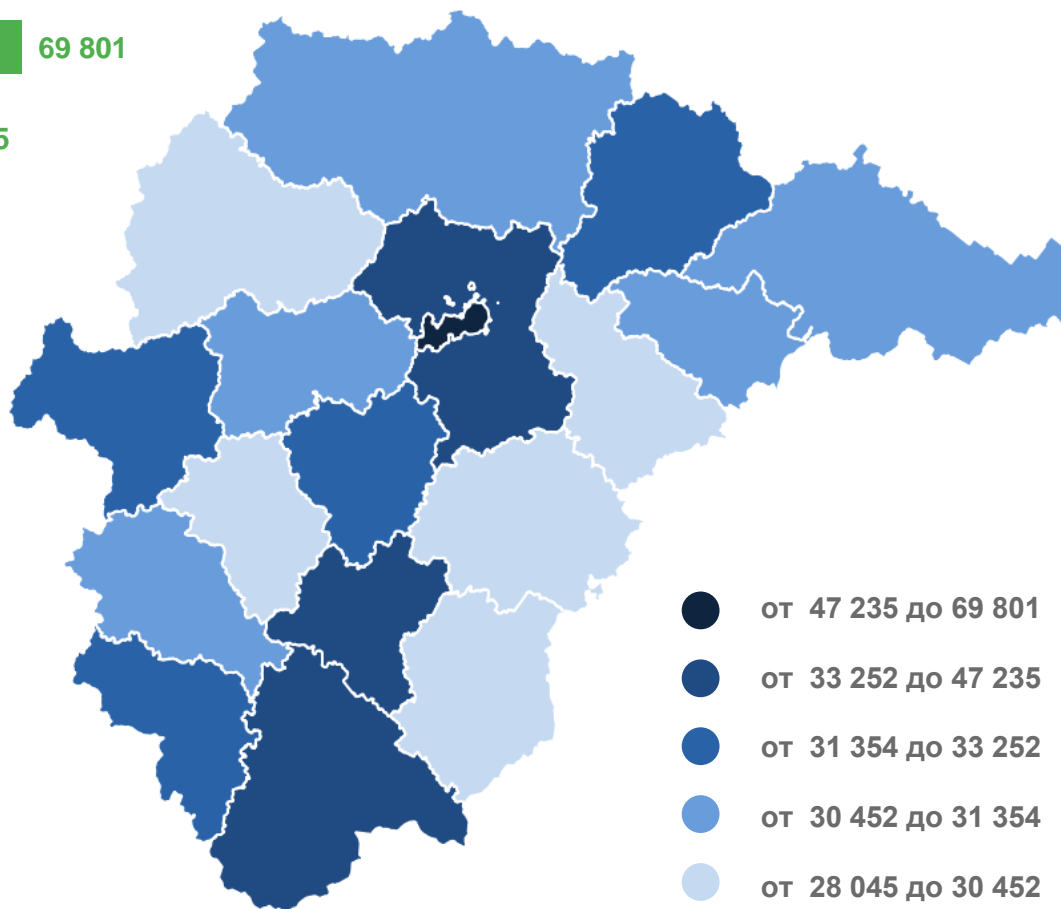 69 801
5
от 47 235 до 69 801
от 33 252 до 47 235
от 31 354 до 33 252
от 30 452 до 31 354
от 28 045 до 30 452